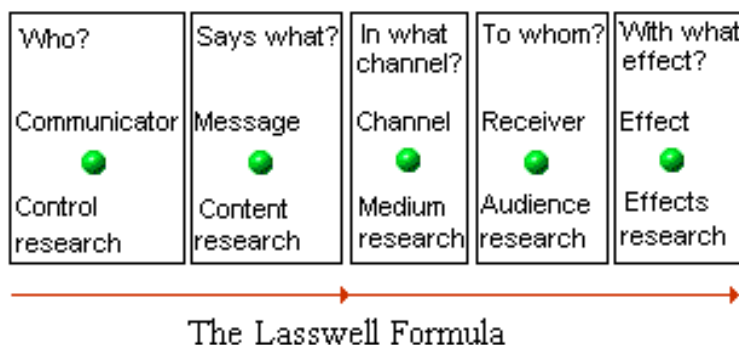 Who?
Communicator
Control
research
Says what?
Message
Content
research
In what
channel?
Channel
Medium
research
To whom?
Receiver
Audience
research
With what
effect?
Effect
Effects
research
The Lasswell Formula